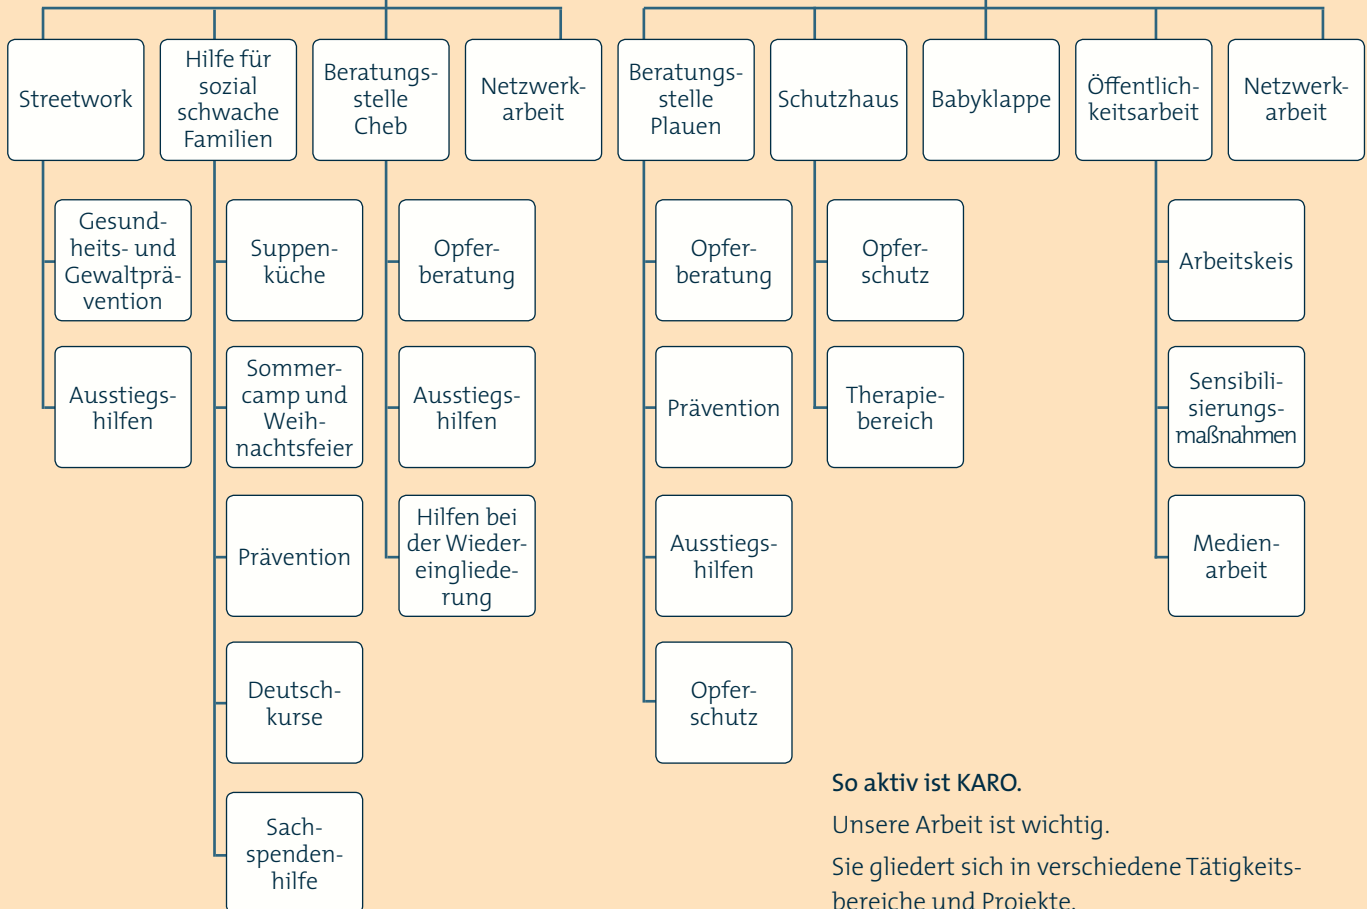 Streetwork
Hilfe für
sozial
schwache
Familien
Beratungs-
stelle
Cheb
Netzwerk-
arbeit
Beratungs-
stelle
Plauen
Schutzhaus
Babyklappe
Öffentlich-
keitsarbeit
Netzwerk-
arbeit
Gesund-
heits- und
Gewaltprä-
vention
Ausstiegs-
hilfen
Suppen-
küche
Sommer-
camp und
Weih-
nachtsfeier
Prävention
Deutsch-
kurse
Sach-
spenden-
hilfe
Opfer-
beratung
Ausstiegs-
hilfen
Hilfen bei
der Wieder-
eingliede-
rung
Opfer-
beratung
Prävention
Ausstiegs-
hilfen
Opfer-
schutz
Opfer-
schutz
Therapie-
bereich
Arbeitskeis
Sensibili-
sierungs-
maßnahmen
Medien-
arbeit
So aktiv ist KARO.
Unsere Arbeit ist wichtig.
Sie gliedert sich in verschiedene Tätigkeits-
bereiche und Projekte.